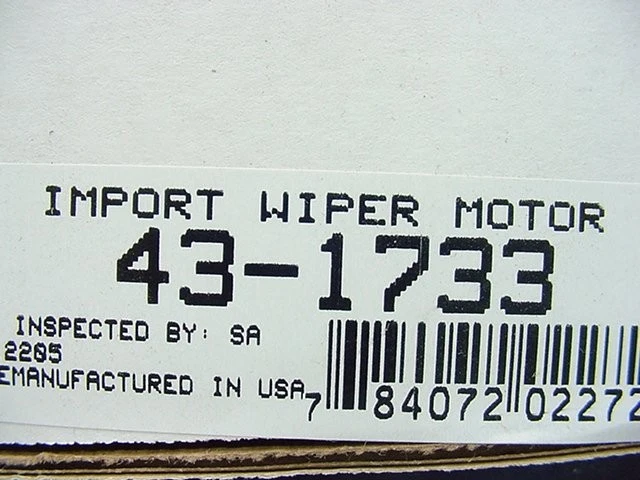 IMPORT WIPER MOTOR
43-1733
INSPECTED BY: SA
2205
EMANUFACTURED IN USA
7 84072 02272